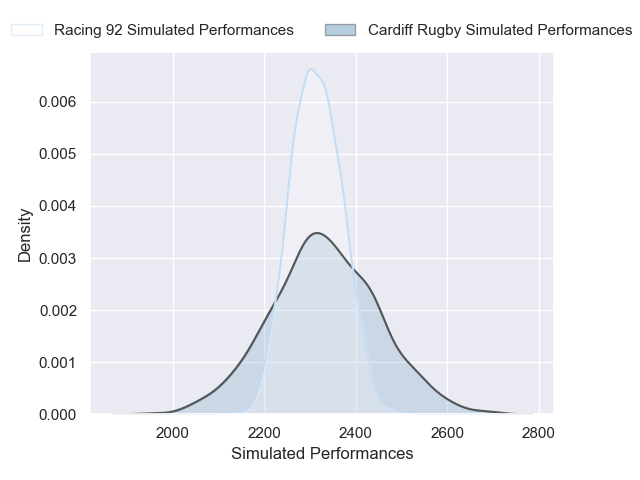 Racing 92 Simulated Performances Cardiff Rugby Simulated Performances
0.006
0.005
0.004
0.003
0.002
0.001
0.000
Density
2000 2200 2400 2600 2800
Simulated Performances